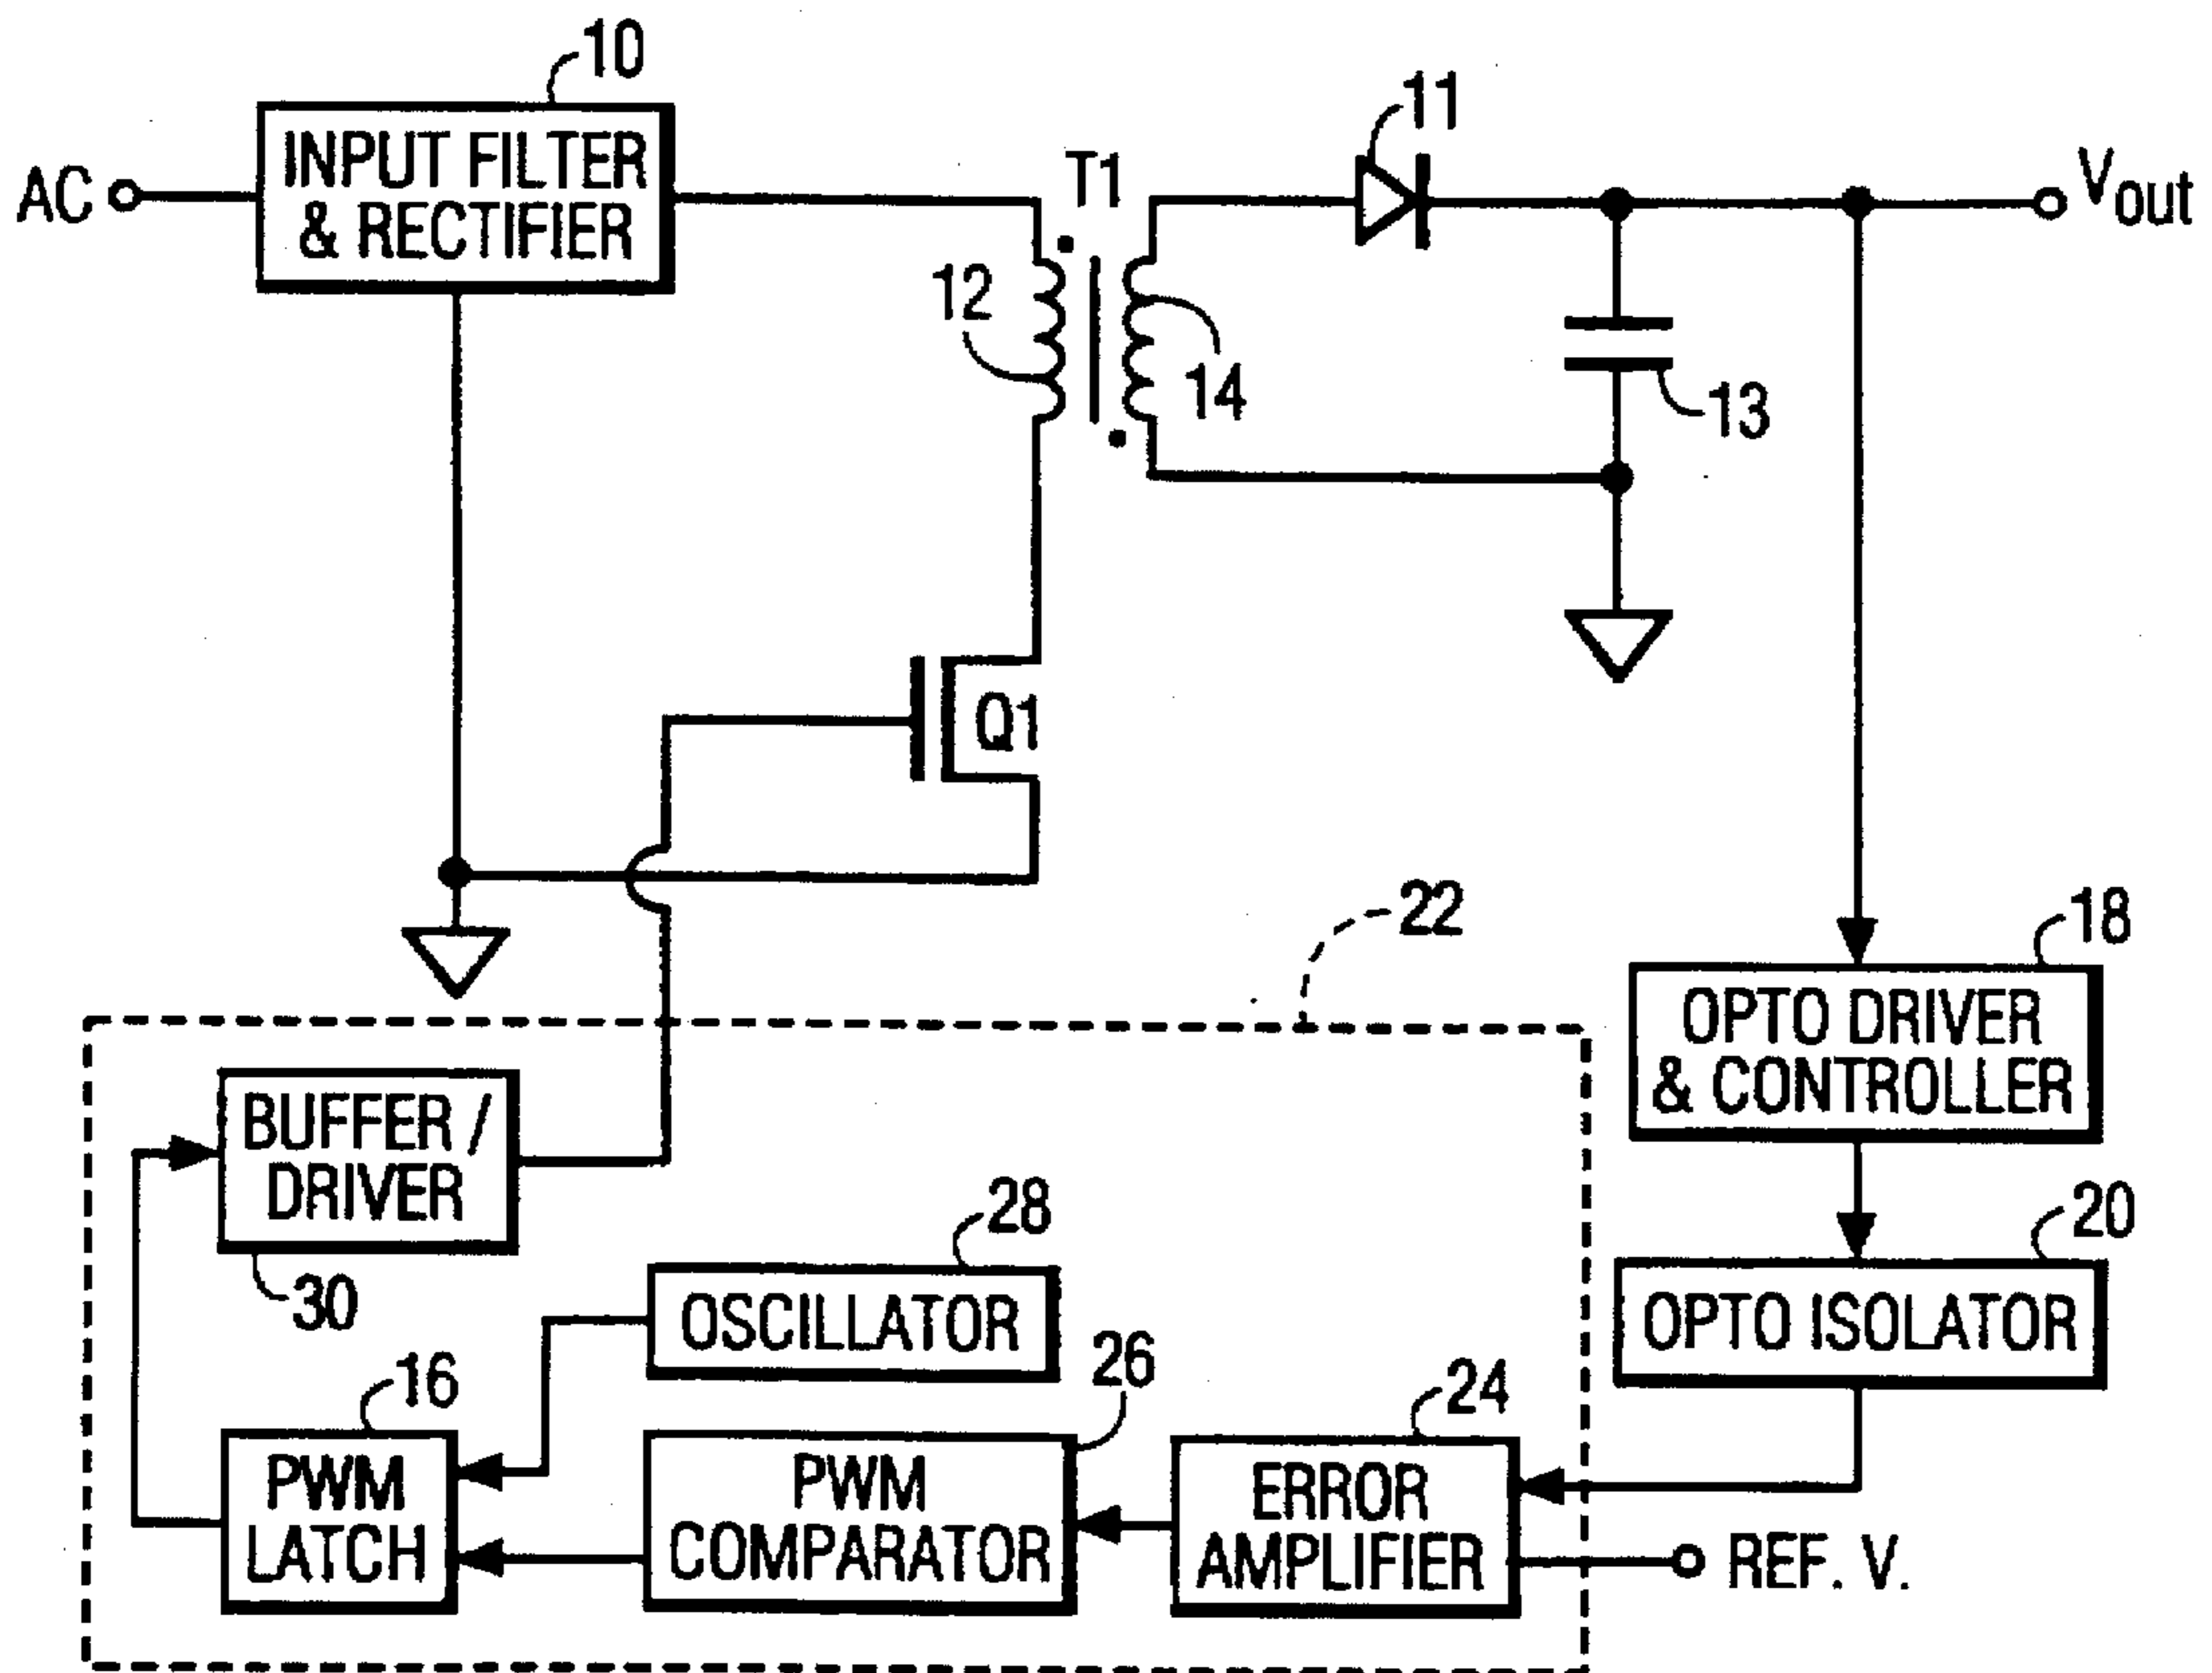 10
INPUT FILTER
& RECTIFIER
AC
T1
11
Vout
12
14
13
Q1
22
18
OPTO DRIVER
& CONTROLLER
BUFFER /
DRIVER
30
28
OSCILLATOR
20
OPTO ISOLATOR
16
PWM
LATCH
26
PWM
COMPARATOR
24
ERROR
AMPLIFIER
REF. V.